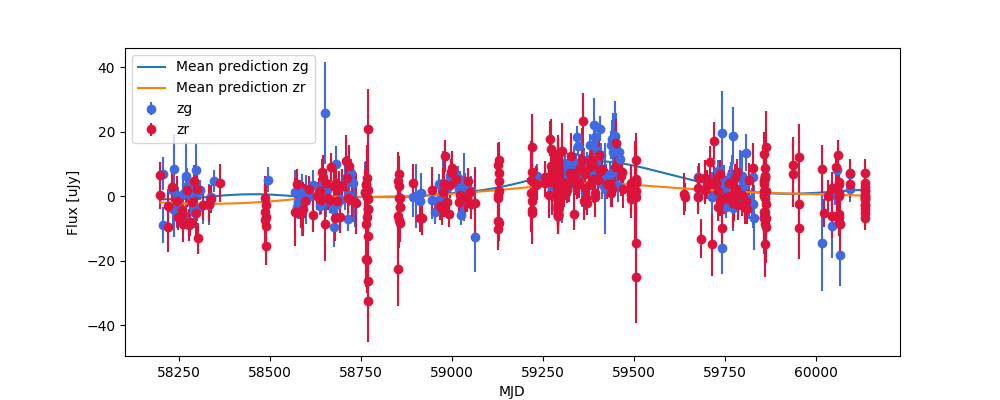 Mean prediction zg
Mean prediction zr
zg
zr
Flux [uJy]
40
20
0
−20
−40
58250
58500
58750
59000
59250
59500
59750
60000
MJD